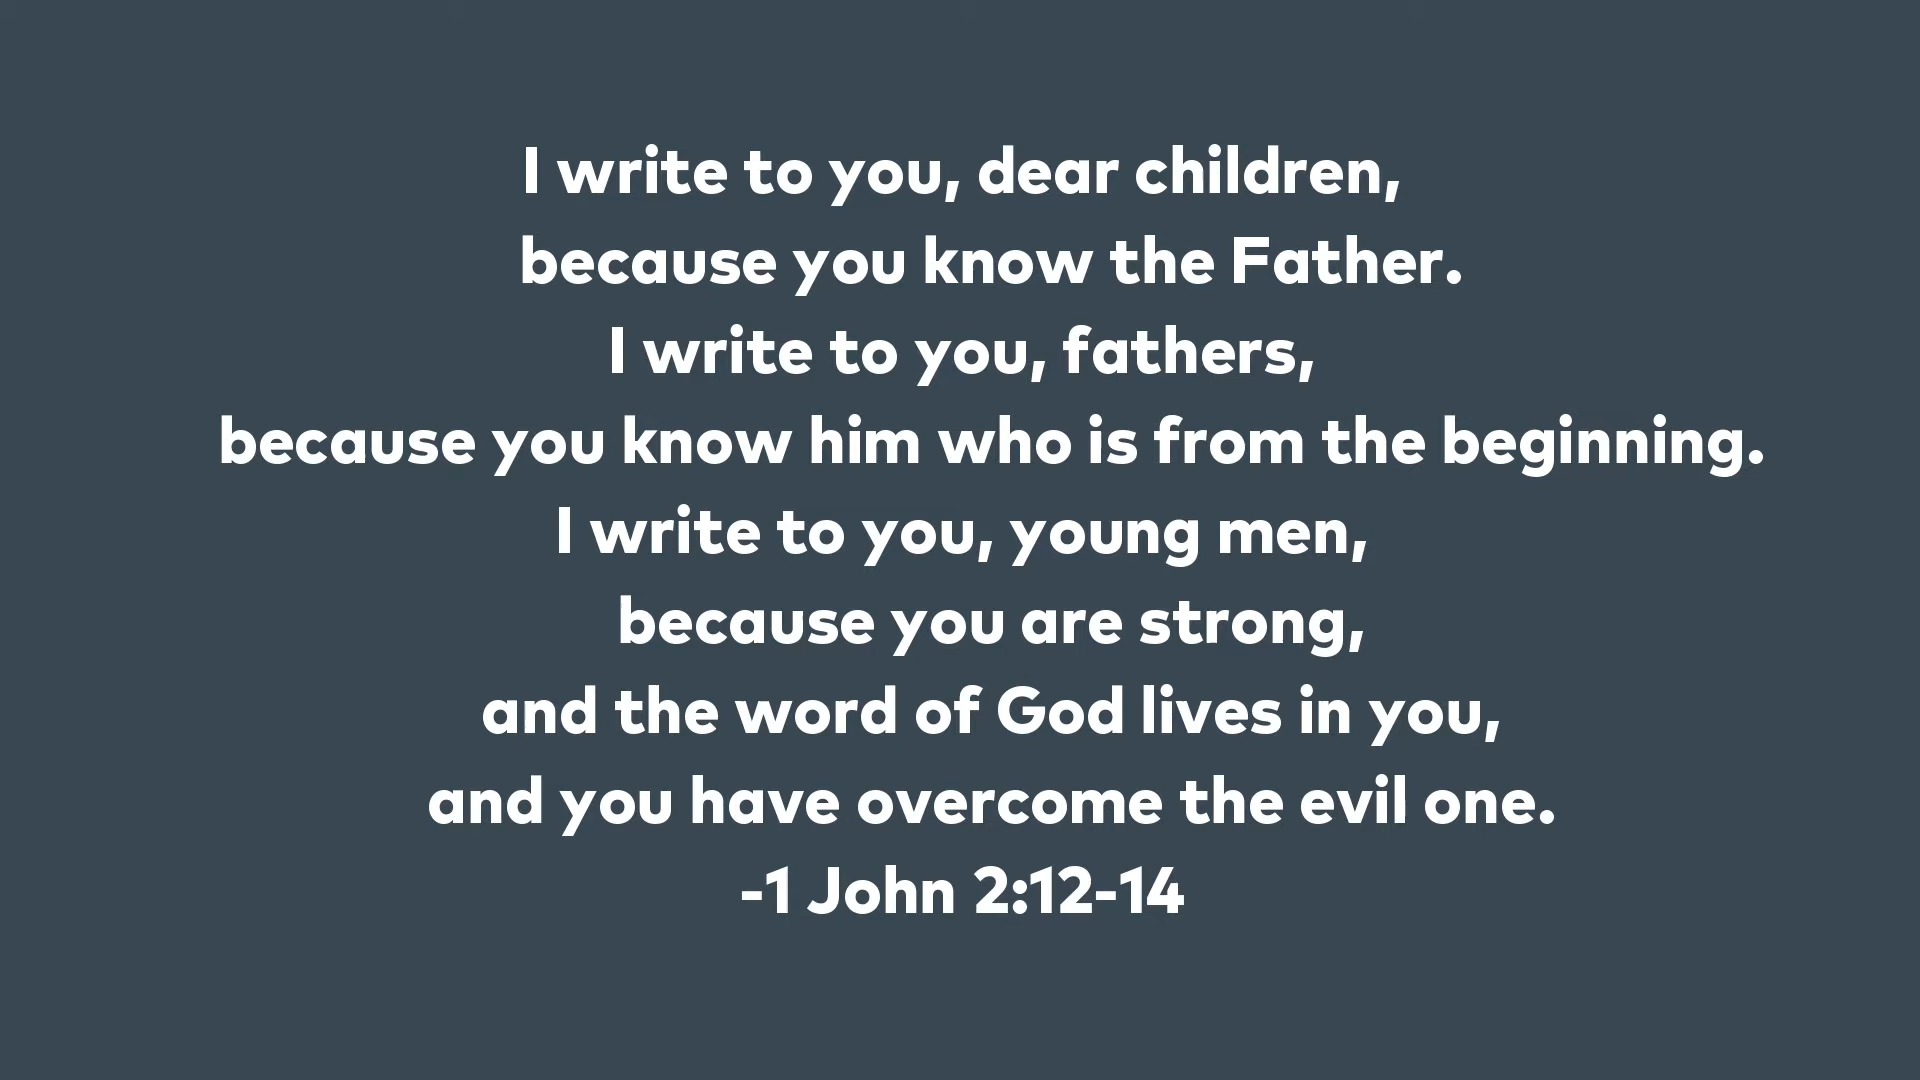 I write to you, dear children,
because you know the Father.
I write to you, fathers,
because you know him who is from the beginning.
I write to you, young men,
because you are strong,
and the word of God lives in you,
and you have overcome the evil one.
-1 John 2:12-14